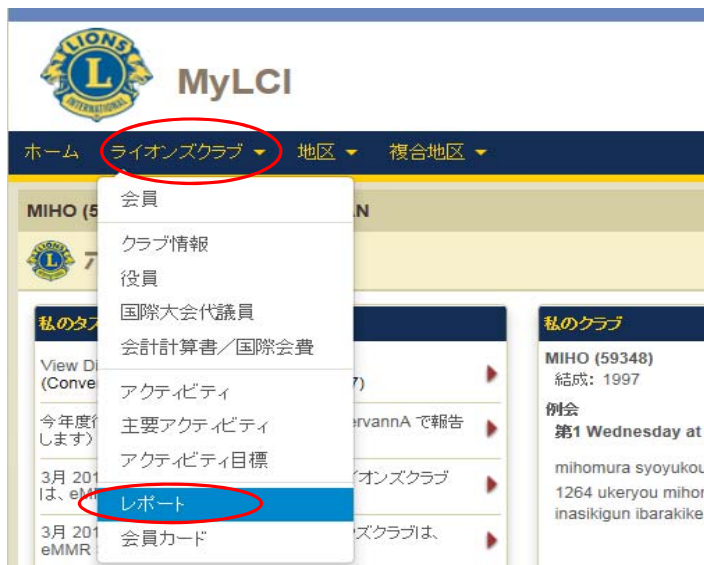 LIONS
L
INTERNATIONAL
MyLCI
ホーム ライオンズクラブ 地区 複合地区
会員
MIHO (5
N
クラブ情報
ア
役員
国際大会代議員
会計計算書／国際会費
私のタス
私のクラブ
View Di
(Conve
7)
アクティビティ
主要アクティビティ
アクティビティ目標
今年度
ervannA で報告
します）
3月 201
イオンズクラブ
は、eM
レポート
会員カード
3月 201
ズクラブは、
eMMR
MIHO (59348)
結成: 1997
例会
第1 Wednesday at
mihomura syoyukou
1264 ukeryou mihor
inasikigun ibarakike